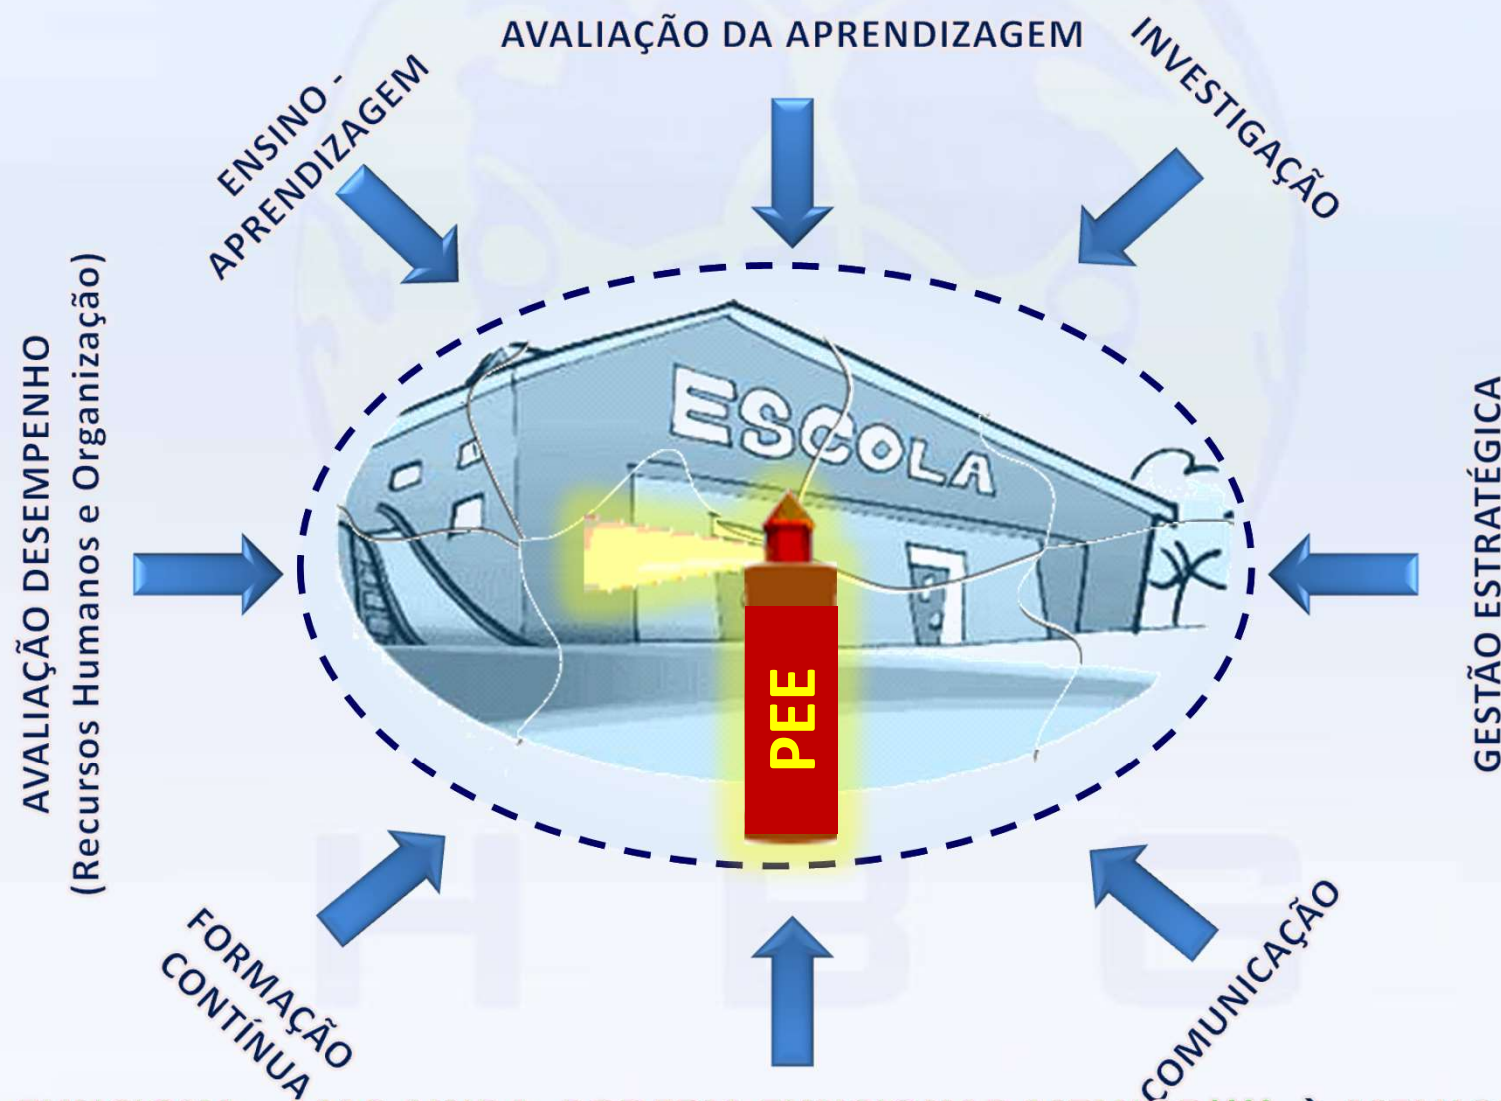 AVALIAÇÃO DA APRENDIZAGEM
INVESTIGAÇÃO
ENSINO -
APRENDIZAGEM
AVALIAÇÃO DESEMPENHO
(Recursos Humanos e Organização)
ESCOLA
GESTÃO ESTRATÉGICA
PEE
FORMAÇÃO
CONTÍNUA
COMUNICAÇÃO
H B G